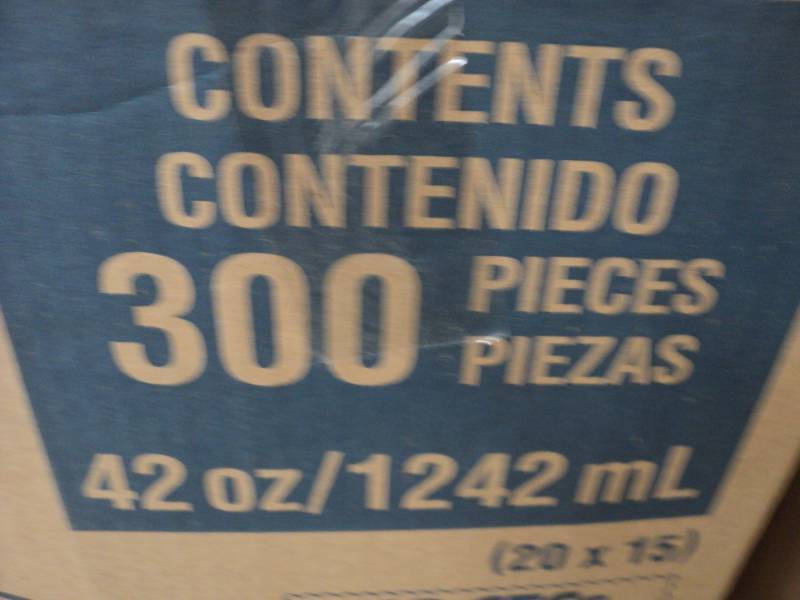 CONTENTS
CONTENIDO
300 PIECES
PIEZAS
42 oz/1242 mL
(20 x 15)